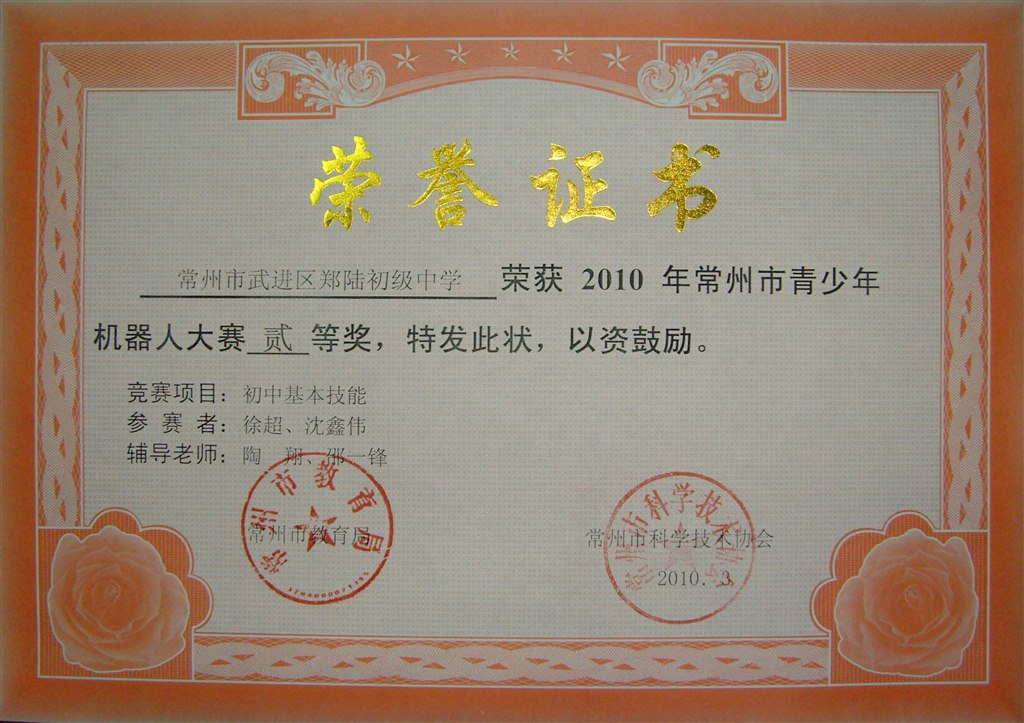 荣誉证书
常州市武进区郑陆初级中学 荣获 2010 年常州市青少年
机器人大赛 贰 等奖，特发此状，以资鼓励。
竞赛项目：初中基本技能
参 赛 者：徐超、沈鑫伟
辅导老师：陶 翔、邵一锋
常州市教育局
常州市教育局
常州市科学技术协会
常州市科学技术协会
2010．3